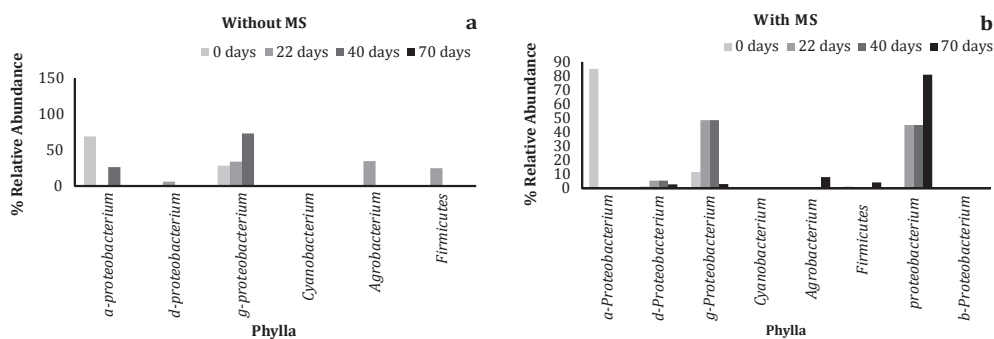 Without MS
a
0 days 22 days 40 days 70 days
150
100
50
0
% Relative Abundance
a-proteobacterium
d-proteobacterium
g-proteobacterium
Cyanobacterium
Agrobacterium
Firmicutes
Phylla
With MS
b
0 days 22 days 40 days 70 days
90
80
70
60
50
40
30
20
10
0
% Relative Abundance
a-Proteobacterium
d-Proteobacterium
g-Proteobacterium
Cyanobacterium
Agrobacterium
Firmicutes
proteobacterium
b-Proteobacterium
Phylla